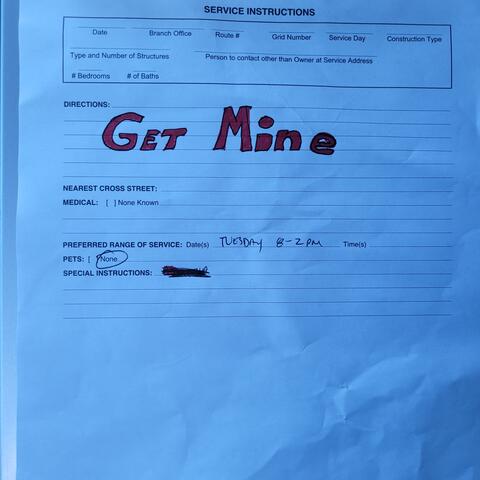 SERVICE INSTRUCTIONS
Date Branch Office Route # Grid Number Service Day Construction Type
Type and Number of Structures Person to contact other than Owner at Service Address
# Bedrooms # of Baths
DIRECTIONS:
GET MinE
NEAREST CROSS STREET:
MEDICAL: [ ] None Known
PREFERRED RANGE OF SERVICE: Date(s) TUESDAY 8-2PM Time(s)
PETS: [ None
SPECIAL INSTRUCTIONS: